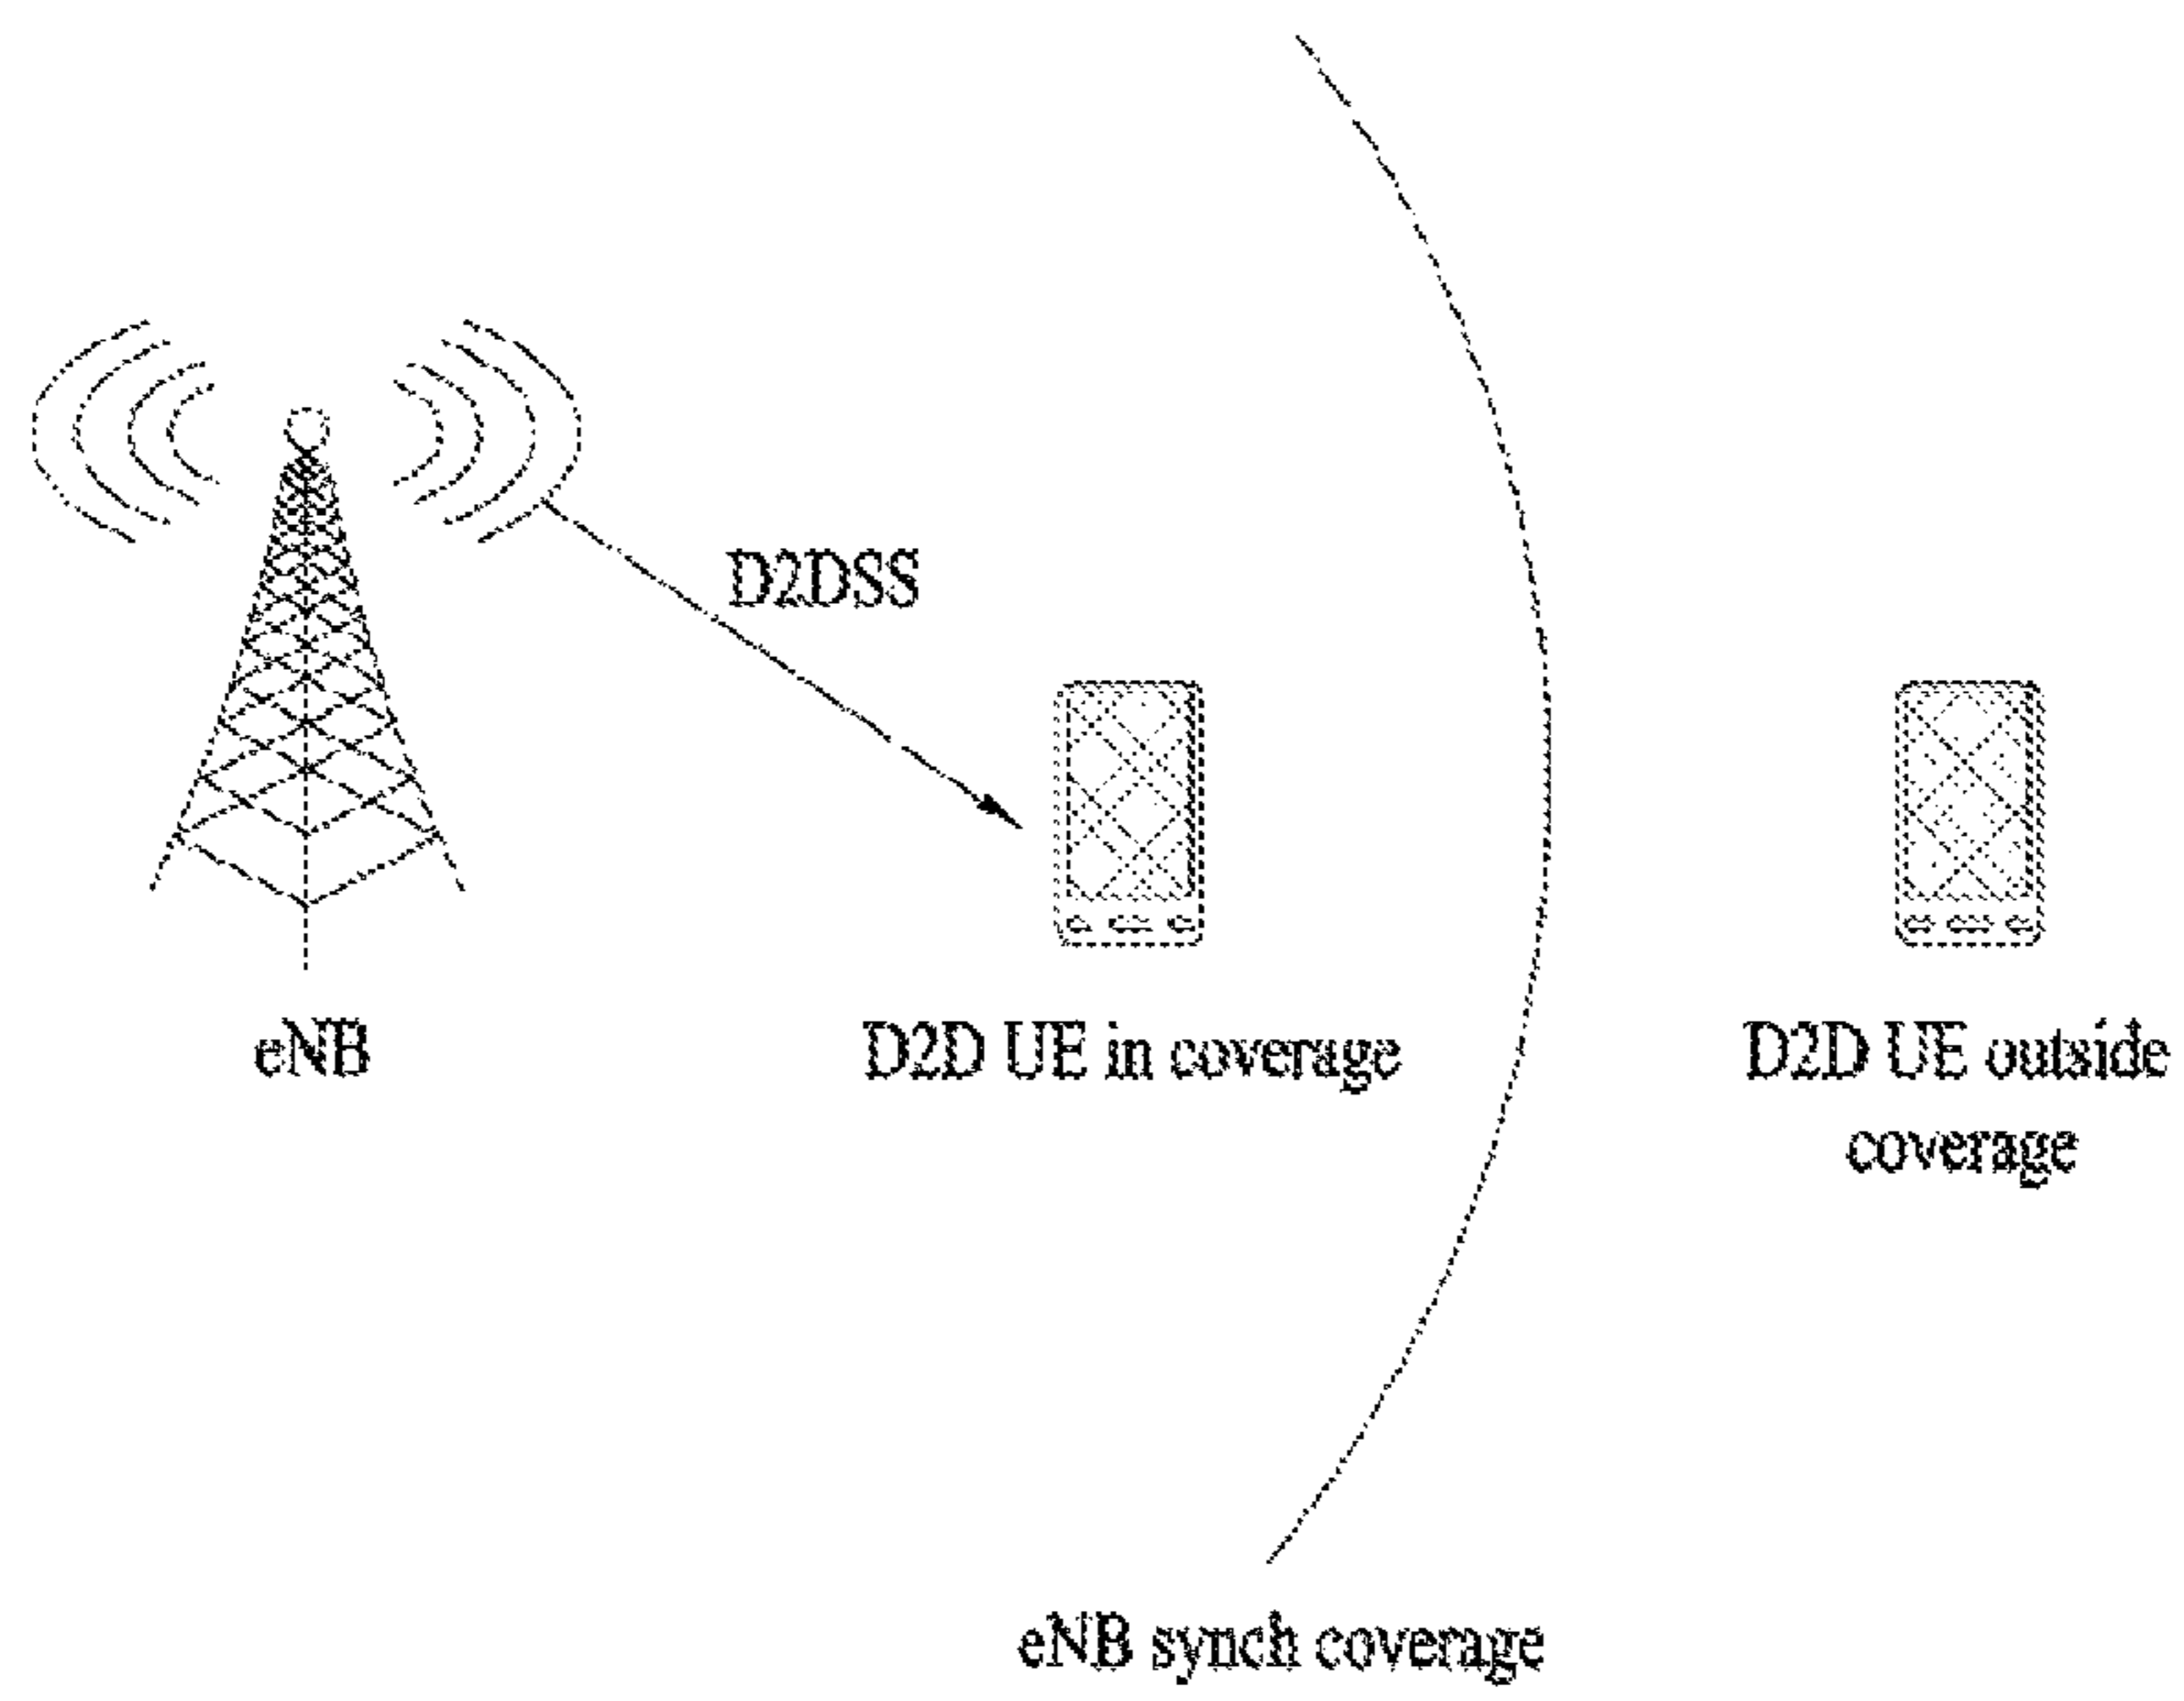 D2DSS
eNB
D2D UE in coverage
D2D UE outside
coverage
eNB synch coverage